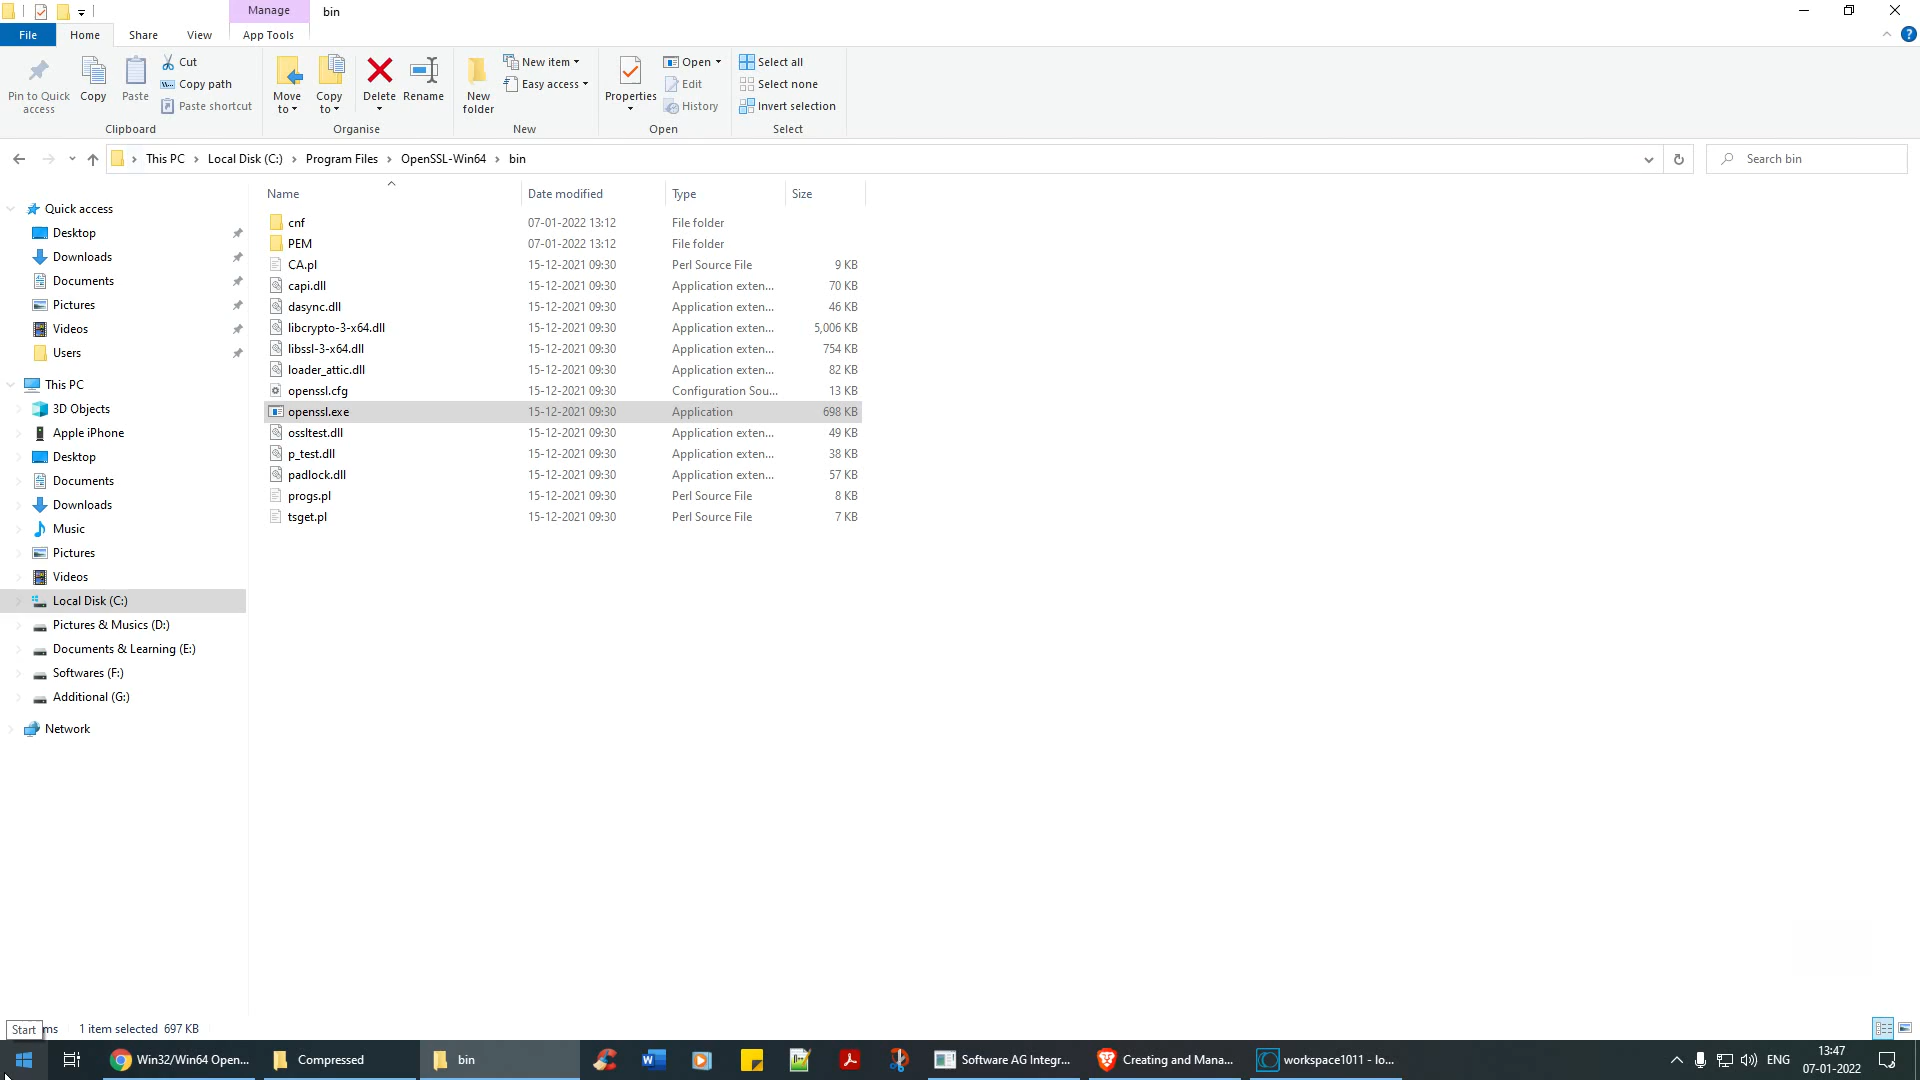 Manage
bin
File
Home
Share
View
App Tools
Pin to Quick access
Copy
Paste
Cut
Copy path
Paste shortcut
Clipboard
Move to
Copy to
Delete
Rename
Organise
New folder
New item
Easy access
New
Properties
Open
Edit
History
Open
Select all
Select none
Invert selection
Select
This PC
Local Disk (C:)
Program Files
OpenSSL-Win64
bin
Search bin
Name
Date modified
Type
Size
Quick access
Desktop
Downloads
Documents
Pictures
Videos
Users
This PC
3D Objects
Apple iPhone
Desktop
Documents
Downloads
Music
Pictures
Videos
Local Disk (C:)
Pictures & Musics (D:)
Documents & Learning (E:)
Softwares (F:)
Additional (G:)
Network
cnf 07-01-2022 13:12 File folder
PEM 07-01-2022 13:12 File folder
CA.pl 15-12-2021 09:30 Perl Source File 9 KB
capi.dll 15-12-2021 09:30 Application exten... 70 KB
dasync.dll 15-12-2021 09:30 Application exten... 46 KB
libcrypto-3-x64.dll 15-12-2021 09:30 Application exten... 5,006 KB
libssl-3-x64.dll 15-12-2021 09:30 Application exten... 754 KB
loader_attic.dll 15-12-2021 09:30 Application exten... 82 KB
openssl.cfg 15-12-2021 09:30 Configuration Sou... 13 KB
openssl.exe 15-12-2021 09:30 Application 698 KB
ossltest.dll 15-12-2021 09:30 Application exten... 49 KB
p_test.dll 15-12-2021 09:30 Application exten... 38 KB
padlock.dll 15-12-2021 09:30 Application exten... 57 KB
progs.pl 15-12-2021 09:30 Perl Source File 8 KB
tsget.pl 15-12-2021 09:30 Perl Source File 7 KB
Start
ms
1 item selected 697 KB
Win32/Win64 Open...
Compressed
bin
Software AG Integr...
Creating and Mana...
workspace1011 - Io...
ENG
13:47
07-01-2022